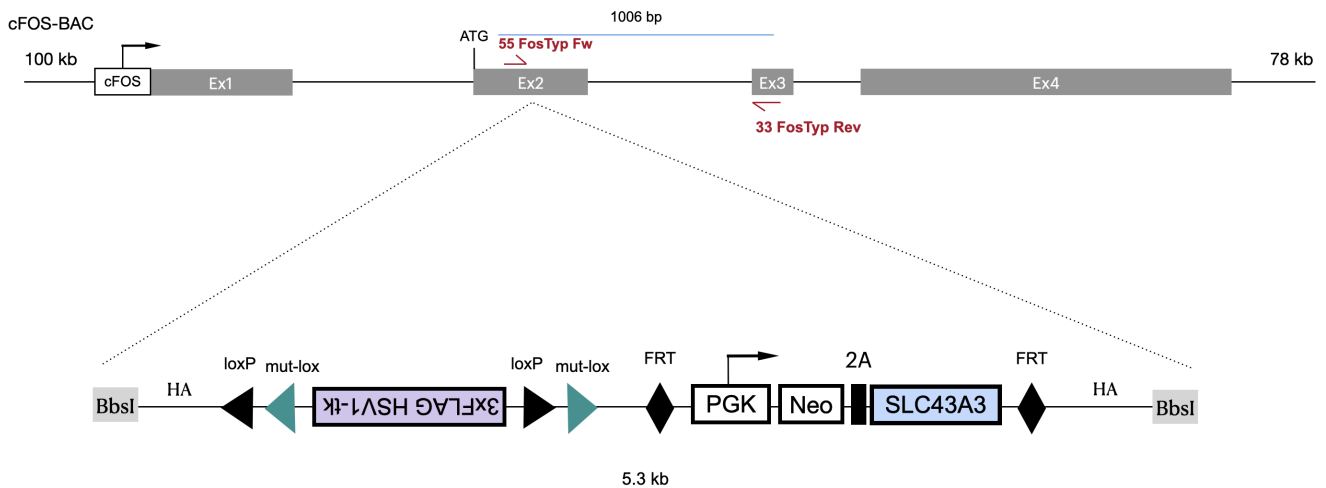 cFOS-BAC
1006 bp
100 kb
ATG
55 FosTyp Fw
78 kb
cFOS
Ex1
Ex2
Ex3
Ex4
33 FosTyp Rev
loxP
mut-lox
loxP
mut-lox
FRT
2A
FRT
BbsI
HA
3xFLAG HSV1-tk
PGK
Neo
SLC43A3
HA
BbsI
5.3 kb